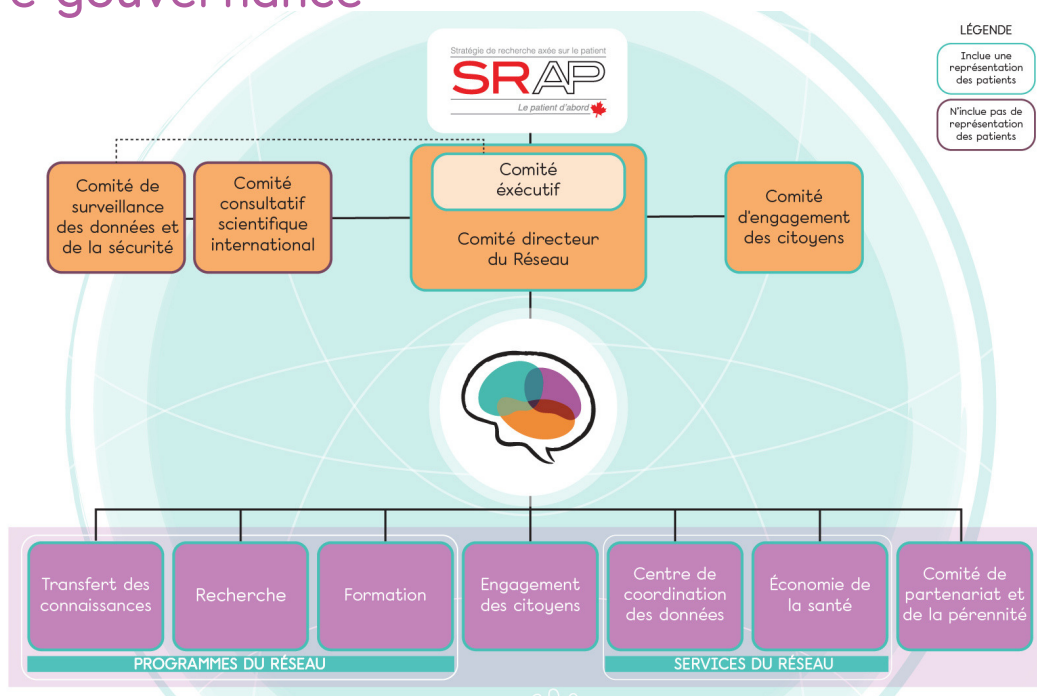 e gouvernance
LÉGENDE
Inclue une
représentation
des patients
N'inclue pas de
représentation
des patients
Stratégie de recherche axée sur le patient
SRAP
Le patient d'abord
Comité de
surveillance
des données et
de la sécurité
Comité
consultatif
scientifique
international
Comité
éxécutif
Comité directeur
du Réseau
Comité
d'engagement
des citoyens
Transfert des
connaissances
Recherche
Formation
Engagement
des citoyens
Centre de
coordination
des données
Économie de
la santé
Comité de
partenariat et
de la pérennité
PROGRAMMES DU RÉSEAU
SERVICES DU RÉSEAU